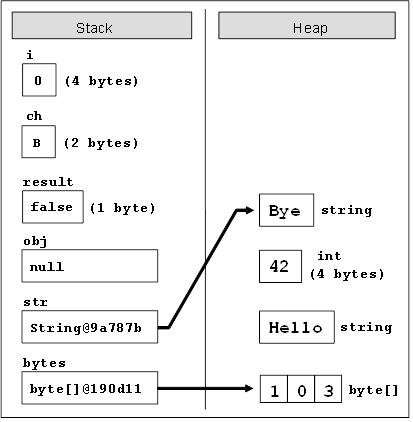 Stack
i
0 (4 bytes)
ch
B (2 bytes)
result
false (1 byte)
obj
null
str
String@9a787b
bytes
byte[]@190d11
Heap
Bye string
42 int
(4 bytes)
Hello string
1 0 3 byte[]